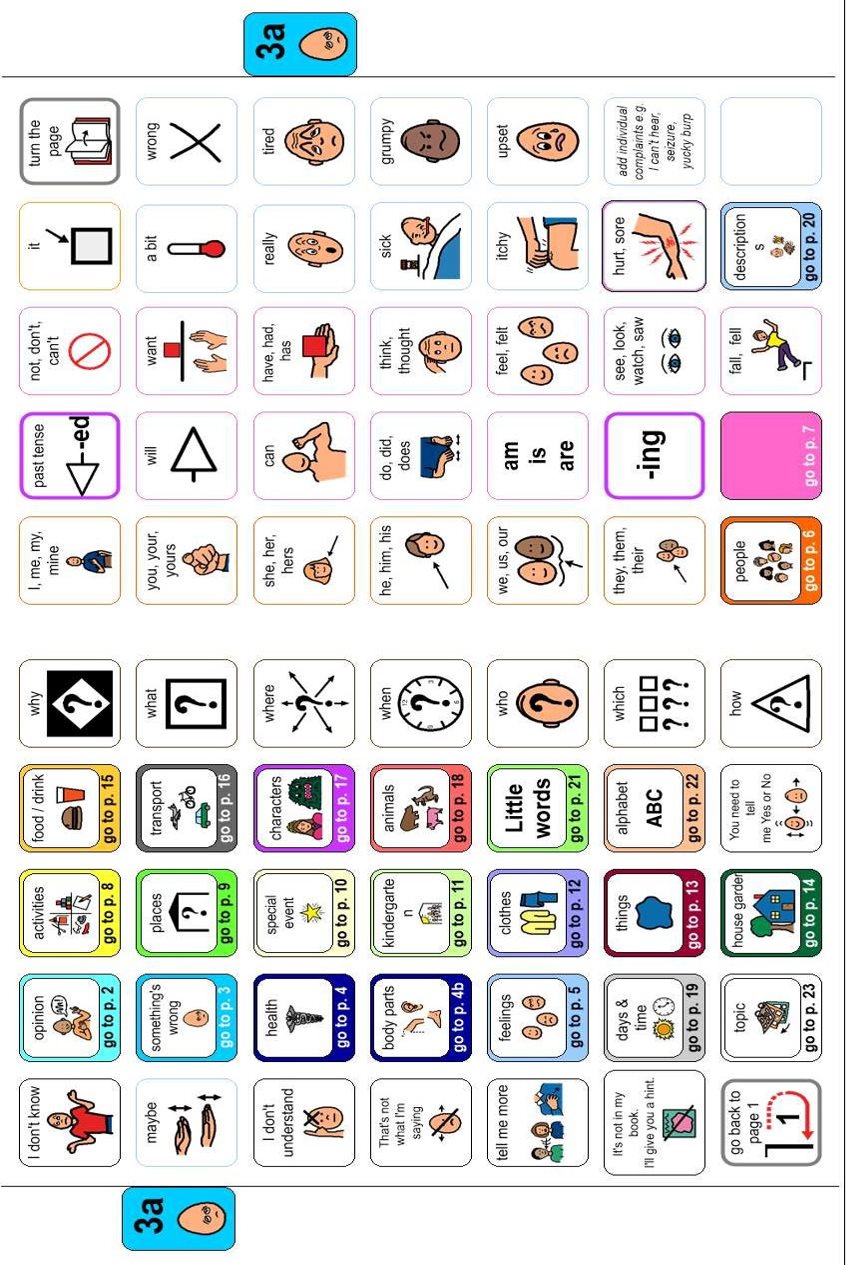 3a
3a
I don't know
opinion
go to p. 2
activities
go to p. 8
food / drink
go to p. 15
why
?
I, me, my,
mine
past tense
-ed
not, don't,
can't
it
turn the
page
maybe
something's
wrong
go to p. 3
places
?
go to p. 9
transport
go to p. 16
what
?
you, your,
yours
will
want
a bit
wrong
I don't
understand
health
go to p. 4
special
event
go to p. 10
characters
go to p. 17
where
?
she, her,
hers
can
have, had,
has
really
tired
That's not
what I'm
saying
body parts
go to p. 4b
kindergarte
n
go to p. 11
animals
go to p. 18
when
?
he, him, his
do, did,
does
think,
thought
sick
grumpy
tell me more
feelings
go to p. 5
clothes
go to p. 12
Little
words
go to p. 21
who
?
we, us, our
am
is
are
feel, felt
itchy
upset
It's not in my
book.
I'll give you a hint.
days &
time
go to p. 19
things
go to p. 13
alphabet
ABC
go to p. 22
which
? ? ?
they, them,
their
-ing
see, look,
watch, saw
hurt, sore
add individual
complaints e.g.
I can't hear,
seizure,
yucky burp
go back to
page 1
1
topic
go to p. 23
house garden
go to p. 14
You need to
tell
me Yes or No
how
?
people
go to p. 6
go to p. 7
fall, fell
description
s
go to p. 20